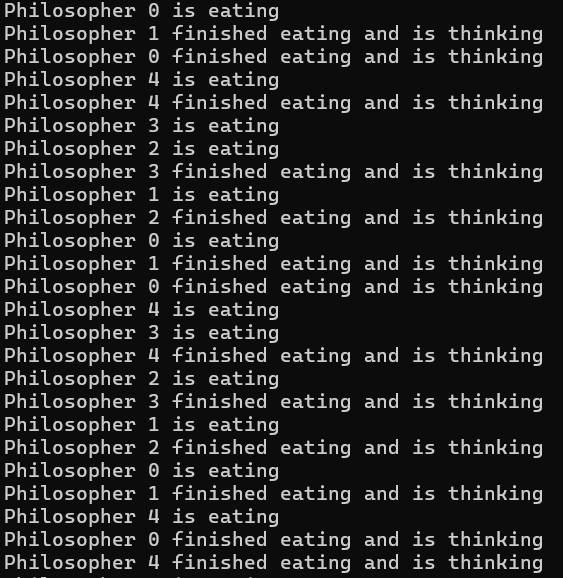 Philosopher 0 is eating
Philosopher 1 finished eating and is thinking
Philosopher 0 finished eating and is thinking
Philosopher 4 is eating
Philosopher 4 finished eating and is thinking
Philosopher 3 is eating
Philosopher 2 is eating
Philosopher 3 finished eating and is thinking
Philosopher 1 is eating
Philosopher 2 finished eating and is thinking
Philosopher 0 is eating
Philosopher 1 finished eating and is thinking
Philosopher 0 finished eating and is thinking
Philosopher 4 is eating
Philosopher 3 is eating
Philosopher 4 finished eating and is thinking
Philosopher 2 is eating
Philosopher 3 finished eating and is thinking
Philosopher 1 is eating
Philosopher 2 finished eating and is thinking
Philosopher 0 is eating
Philosopher 1 finished eating and is thinking
Philosopher 4 is eating
Philosopher 0 finished eating and is thinking
Philosopher 4 finished eating and is thinking